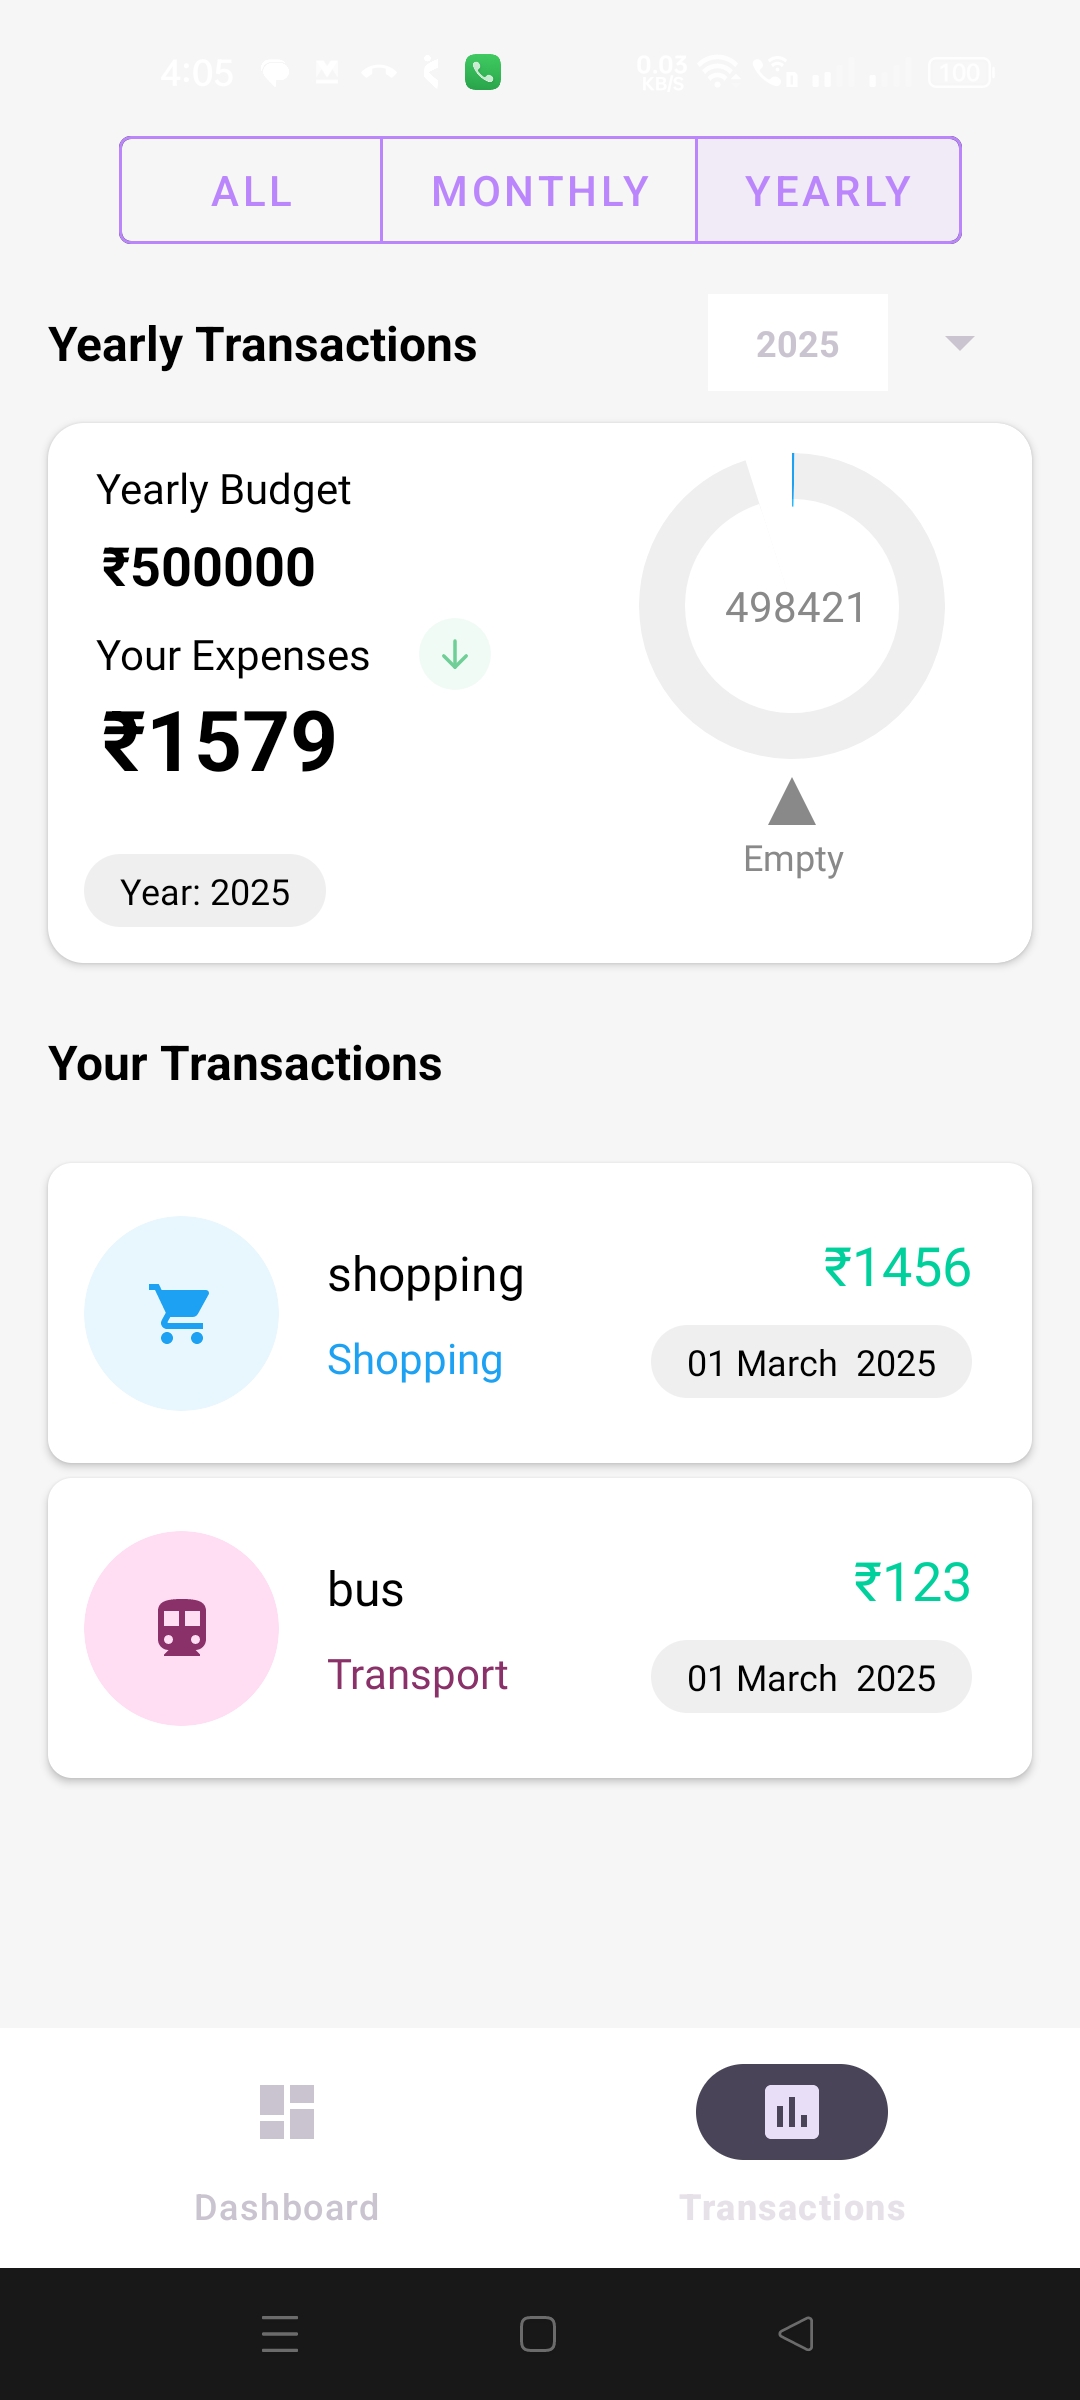 4:05 0.03 KB/S 100
ALL MONTHLY YEARLY
Yearly Transactions 2025
Yearly Budget
₹500000
Your Expenses
₹1579
498421
Empty
Year: 2025
Your Transactions
shopping ₹1456
Shopping 01 March 2025
bus ₹123
Transport 01 March 2025
Dashboard Transactions